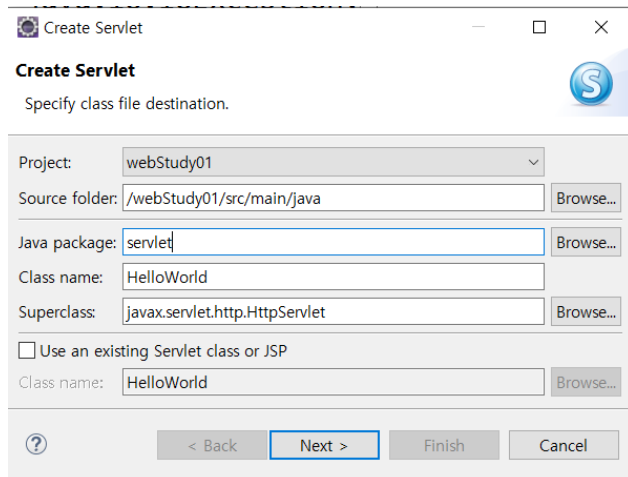 Create Servlet
Create Servlet
Specify class file destination.
S
Project: webStudy01
Source folder: /webStudy01/src/main/java Browse...
Java package: servlet Browse...
Class name: HelloWorld
Superclass: javax.servlet.http.HttpServlet Browse...
Use an existing Servlet class or JSP
Class name: HelloWorld Browse...
? < Back Next > Finish Cancel